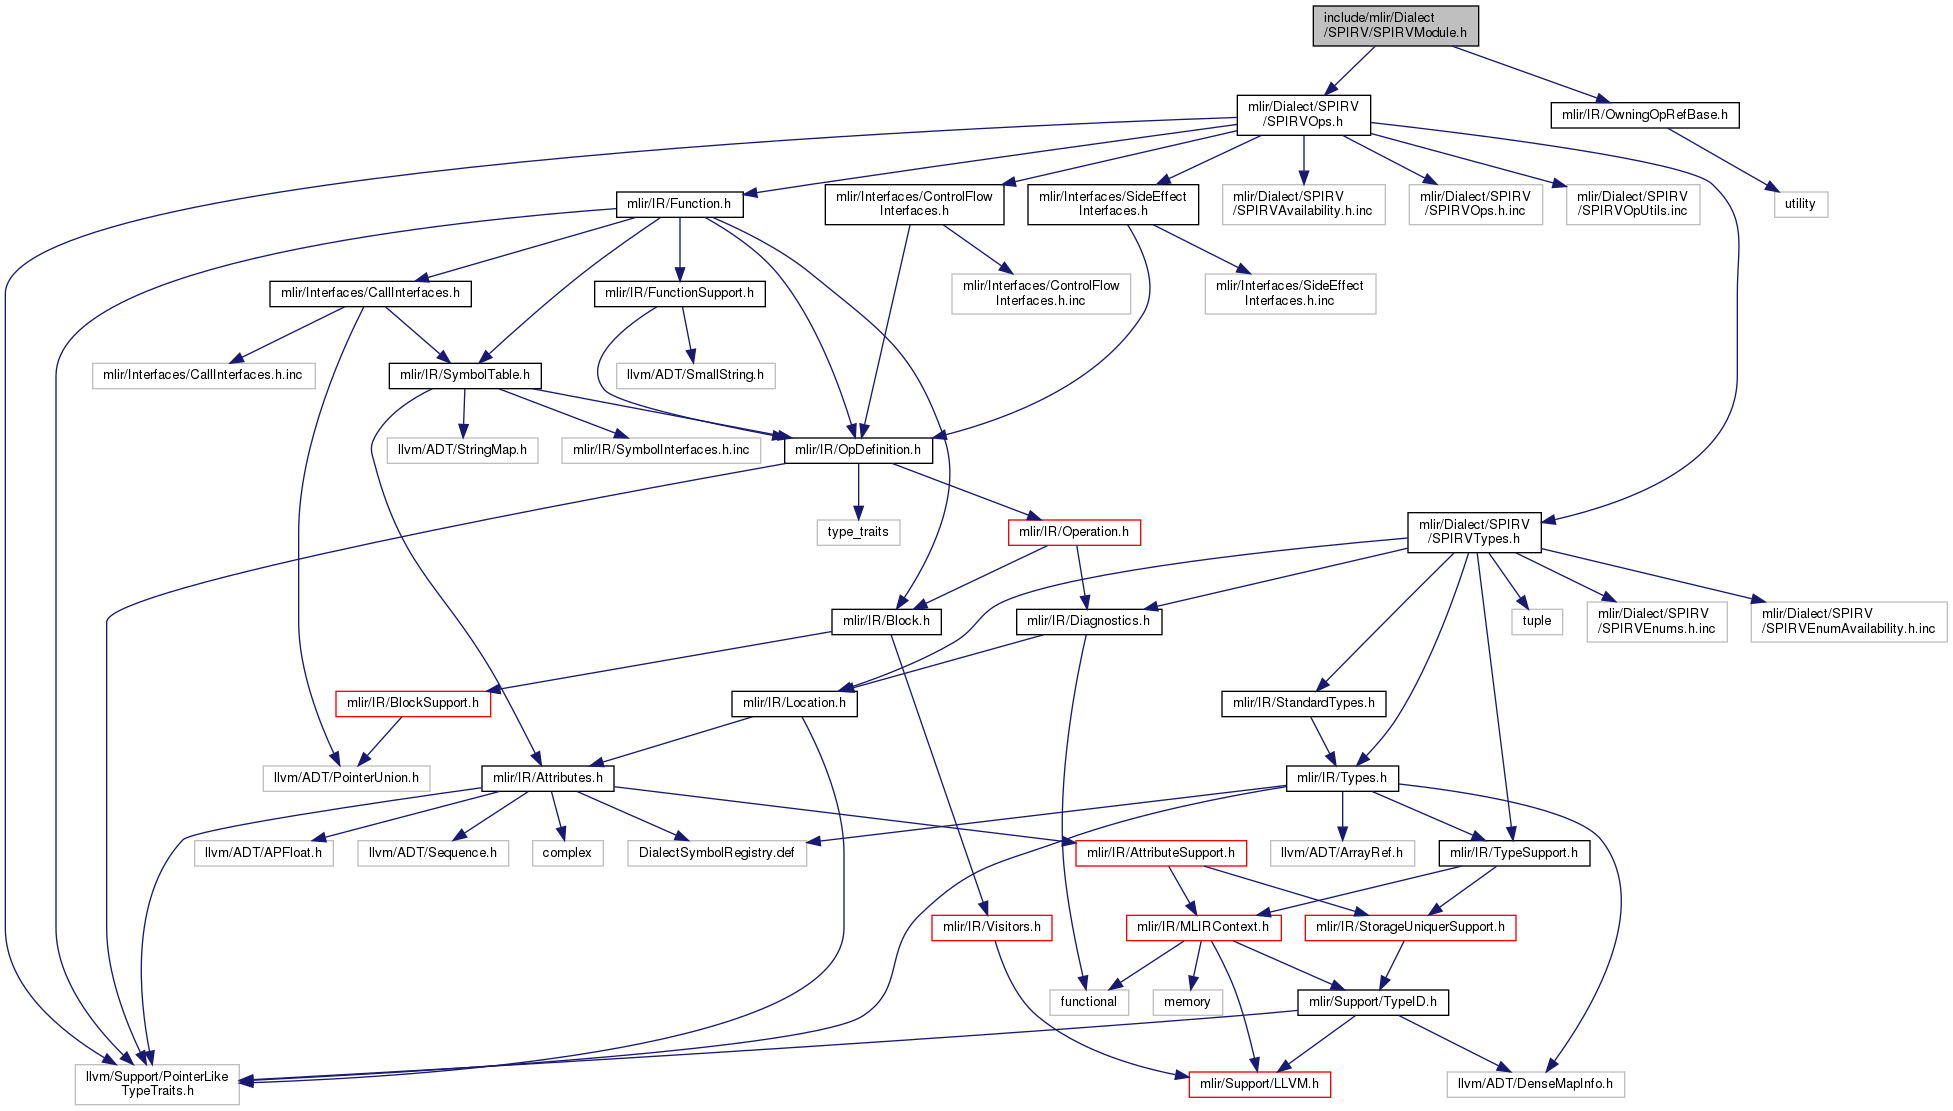 include/mlir/Dialect
/SPIRV/SPIRVModule.h
mlir/Dialect/SPIRV
/SPIRVOps.h
mlir/IR/OwningOpRefBase.h
mlir/IR/Function.h
mlir/Interfaces/ControlFlow
Interfaces.h
mlir/Interfaces/SideEffect
Interfaces.h
mlir/Dialect/SPIRV
/SPIRVAvailability.h.inc
mlir/Dialect/SPIRV
/SPIRVOps.h.inc
mlir/Dialect/SPIRV
/SPIRVOpUtils.inc
utility
mlir/Interfaces/CallInterfaces.h
mlir/IR/FunctionSupport.h
mlir/Interfaces/ControlFlow
Interfaces.h.inc
mlir/Interfaces/SideEffect
Interfaces.h.inc
mlir/Interfaces/CallInterfaces.h.inc
mlir/IR/SymbolTable.h
llvm/ADT/SmallString.h
llvm/ADT/StringMap.h
mlir/IR/SymbolInterfaces.h.inc
mlir/IR/OpDefinition.h
type_traits
mlir/IR/Operation.h
mlir/Dialect/SPIRV
/SPIRVTypes.h
mlir/IR/Block.h
mlir/IR/Diagnostics.h
tuple
mlir/Dialect/SPIRV
/SPIRVEnums.h.inc
mlir/Dialect/SPIRV
/SPIRVEnumAvailability.h.inc
mlir/IR/BlockSupport.h
mlir/IR/Location.h
mlir/IR/StandardTypes.h
llvm/ADT/PointerUnion.h
mlir/IR/Attributes.h
mlir/IR/Types.h
llvm/ADT/APFloat.h
llvm/ADT/Sequence.h
complex
DialectSymbolRegistry.def
mlir/IR/AttributeSupport.h
llvm/ADT/ArrayRef.h
mlir/IR/TypeSupport.h
mlir/IR/Visitors.h
mlir/IR/MLIRContext.h
mlir/IR/StorageUniquerSupport.h
functional
memory
mlir/Support/TypeID.h
llvm/Support/PointerLike
TypeTraits.h
mlir/Support/LLVM.h
llvm/ADT/DenseMapInfo.h